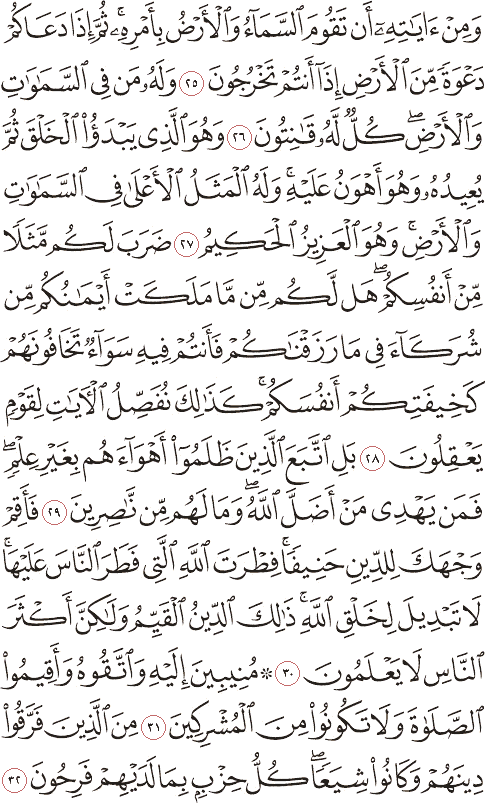 وَمِنۡ ءَايَٰتِهِۦٓ أَن تَقُومَ ٱلسَّمَآءُ وَٱلۡأَرۡضُ بِأَمۡرِهِۦۚ ثُمَّ إِذَا دَعَاكُمۡ
دَعۡوَةٗ مِّنَ ٱلۡأَرۡضِ إِذَآ أَنتُمۡ تَخۡرُجُونَ ٢٥ وَلَهُۥ مَن فِي ٱلسَّمَٰوَٰتِ
وَٱلۡأَرۡضِۖ كُلّٞ لَّهُۥ قَٰنِتُونَ ٢٦ وَهُوَ ٱلَّذِي يَبۡدَؤُاْ ٱلۡخَلۡقَ ثُمَّ
يُعِيدُهُۥ وَهُوَ أَهۡوَنُ عَلَيۡهِۚ وَلَهُ ٱلۡمَثَلُ ٱلۡأَعۡلَىٰ فِي ٱلسَّمَٰوَٰتِ
وَٱلۡأَرۡضِۚ وَهُوَ ٱلۡعَزِيزُ ٱلۡحَكِيمُ ٢٧ ضَرَبَ لَكُم مَّثَلٗا
مِّنۡ أَنفُسِكُمۡۖ هَل لَّكُم مِّن مَّا مَلَكَتۡ أَيۡمَٰنُكُم مِّن
شُرَكَآءَ فِي مَا رَزَقۡنَٰكُمۡ فَأَنتُمۡ فِيهِ سَوَآءٞ تَخَافُونَهُمۡ
كَخِيفَتِكُمۡ أَنفُسَكُمۡۚ كَذَٰلِكَ نُفَصِّلُ ٱلۡأٓيَٰتِ لِقَوۡمٖ
يَعۡقِلُونَ ٢٨ بَلِ ٱتَّبَعَ ٱلَّذِينَ ظَلَمُوٓاْ أَهۡوَآءَهُم بِغَيۡرِ عِلۡمٖۖ
فَمَن يَهۡدِي مَنۡ أَضَلَّ ٱللَّهُۖ وَمَا لَهُم مِّن نَّٰصِرِينَ ٢٩ فَأَقِمۡ
وَجۡهَكَ لِلدِّينِ حَنِيفٗاۚ فِطۡرَتَ ٱللَّهِ ٱلَّتِي فَطَرَ ٱلنَّاسَ عَلَيۡهَاۚ
لَا تَبۡدِيلَ لِخَلۡقِ ٱللَّهِۚ ذَٰلِكَ ٱلدِّينُ ٱلۡقَيِّمُ وَلَٰكِنَّ أَكۡثَرَ
ٱلنَّاسِ لَا يَعۡلَمُونَ ٣٠ ۞ مُنِيبِينَ إِلَيۡهِ وَٱتَّقُوهُ وَأَقِيمُواْ
ٱلصَّلَوٰةَ وَلَا تَكُونُواْ مِنَ ٱلۡمُشۡرِكِينَ ٣١ مِنَ ٱلَّذِينَ فَرَّقُواْ
دِينَهُمۡ وَكَانُواْ شِيَعٗاۖ كُلُّ حِزۡبِۭ بِمَا لَدَيۡهِمۡ فَرِحُونَ ٣٢